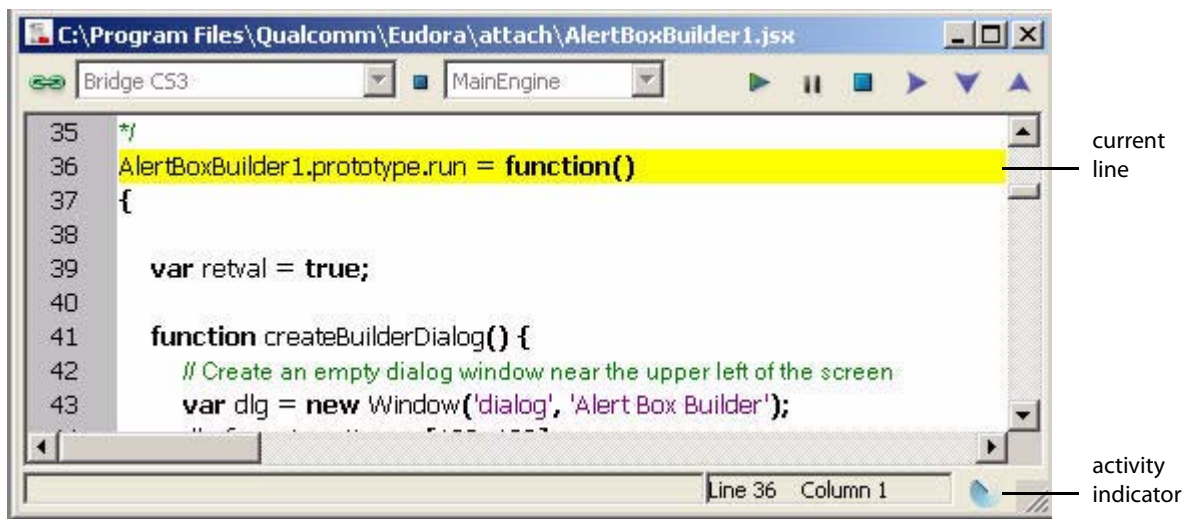 C:\Program Files\Qualcomm\Eudora\attach\AlertBoxBuilder1.jsx
Bridge CS3 MainEngine
35 */
36 AlertBoxBuilder1.prototype.run = function()
37 {
38
39 var retval = true;
40
41 function createBuilderDialog() {
42 // Create an empty dialog window near the upper left of the screen
43 var dlg = new Window('dialog', 'Alert Box Builder');
Line 36 Column 1
current
line
activity
indicator